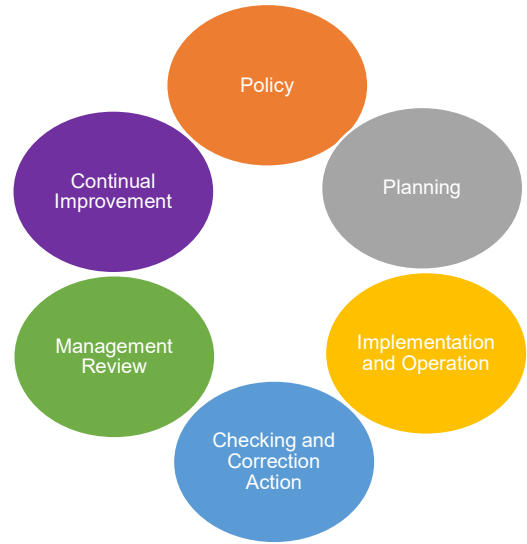 Policy
Planning
Implementation
and Operation
Checking and
Correction
Action
Management
Review
Continual
Improvement